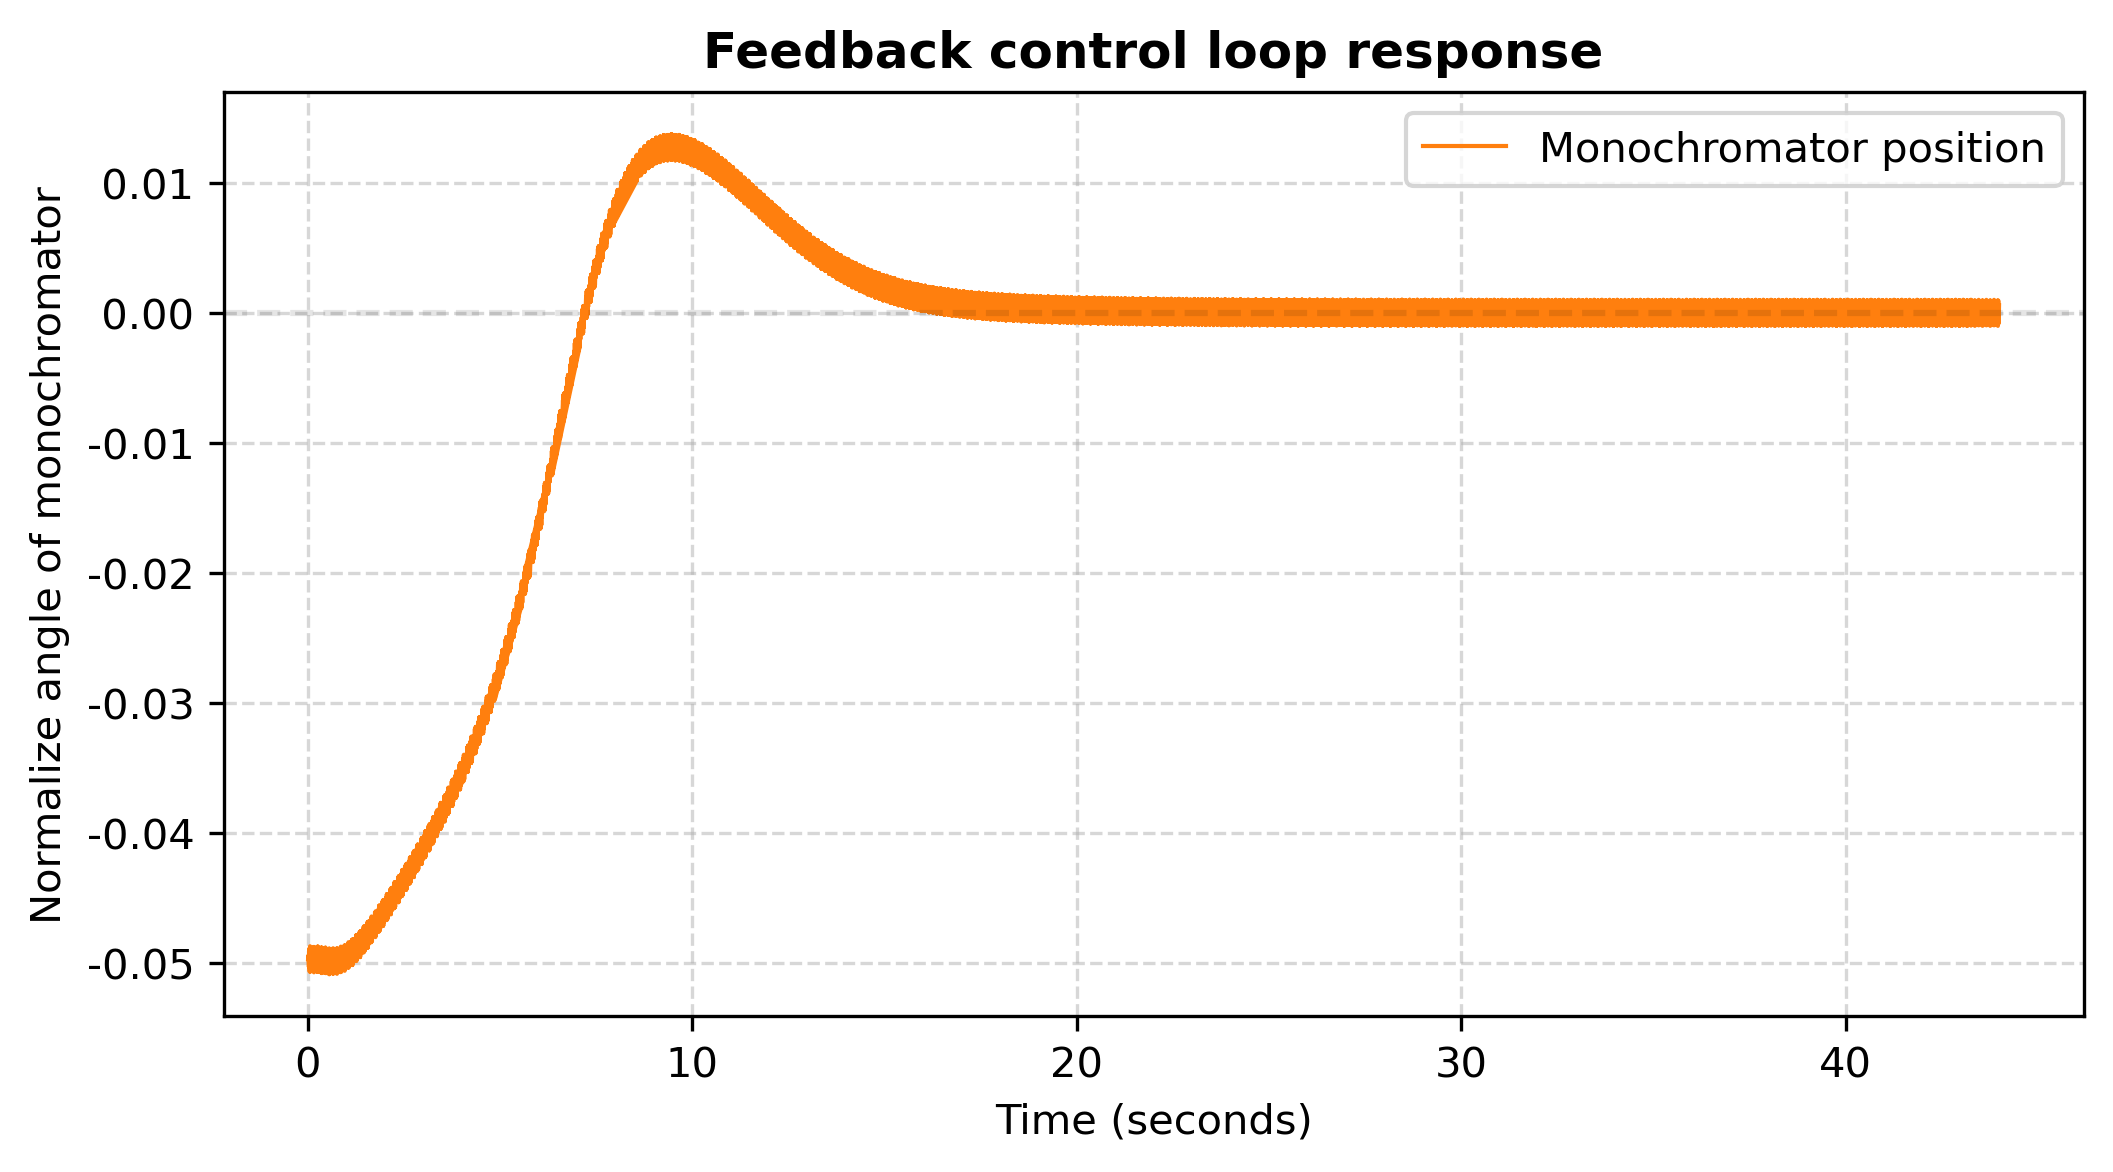 Feedback control loop response
Monochromator position
Normalize angle of monochromator
0.01
0.00
-0.01
-0.02
-0.03
-0.04
-0.05
0 10 20 30 40
Time (seconds)